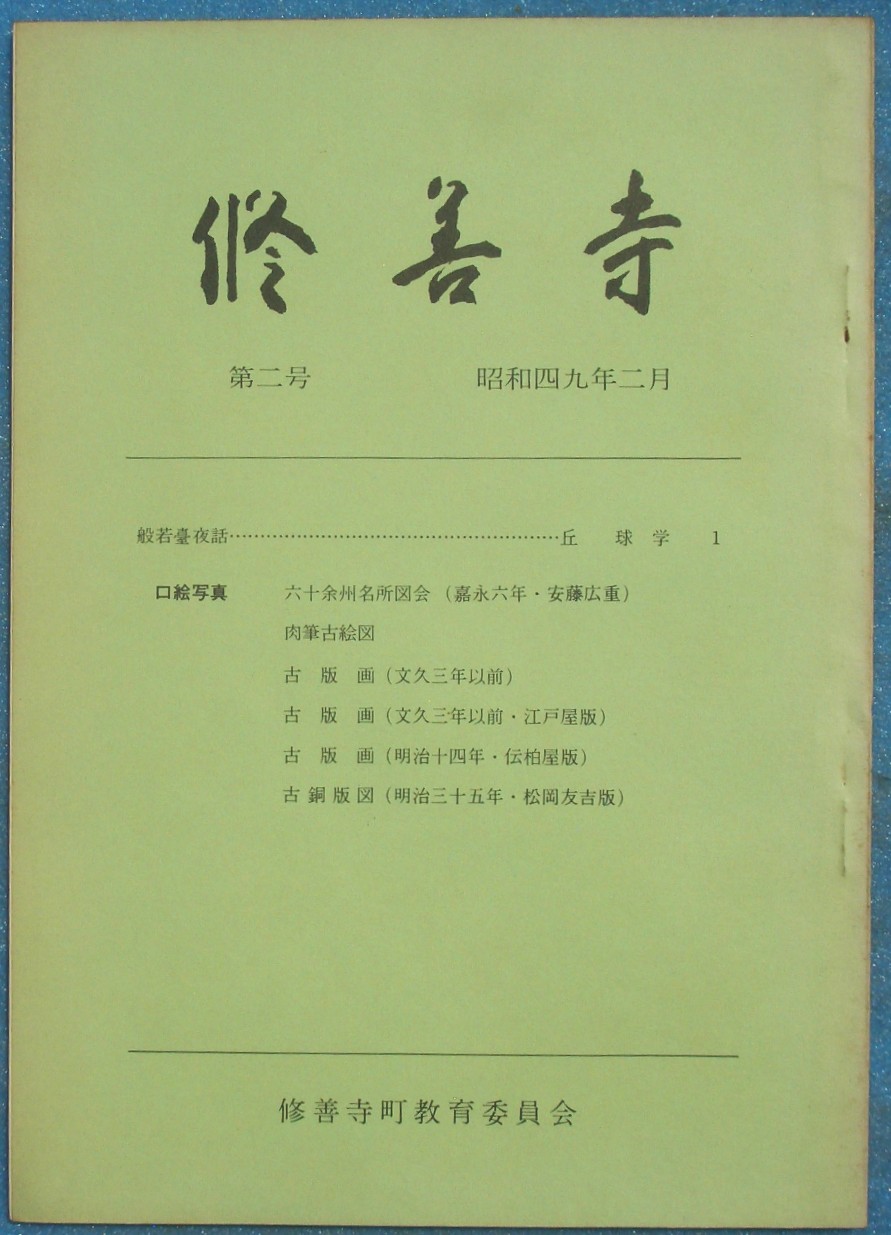 修善寺
第二号　昭和四九年二月
般若臺夜話……………………………………………丘　球学　1
口絵写真　六十余州名所図会（嘉永六年・安藤広重）
肉筆古絵図
古版画（文久三年以前）
古版画（文久三年以前・江戸屋版）
古版画（明治十四年・伝柏屋版）
古銅版図（明治三十五年・松岡友吉版）
修善寺町教育委員会